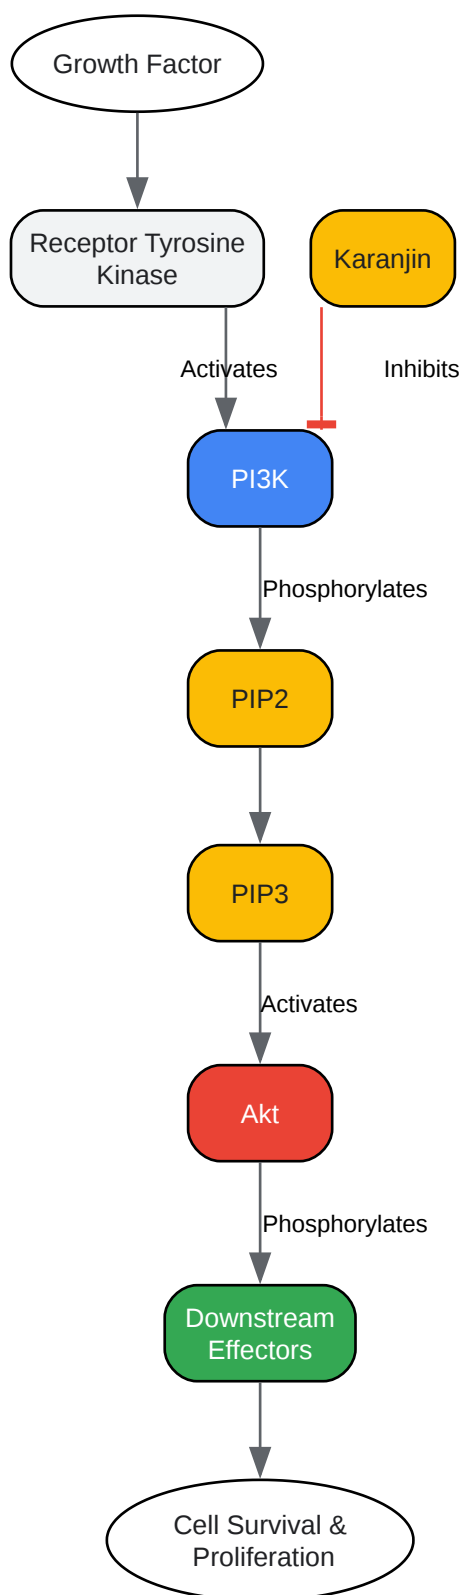 Growth Factor
Receptor Tyrosine
Kinase
Karanjin
Activates
Inhibits
PI3K
Phosphorylates
PIP2
PIP3
Activates
Akt
Phosphorylates
Downstream
Effectors
Cell Survival &
Proliferation